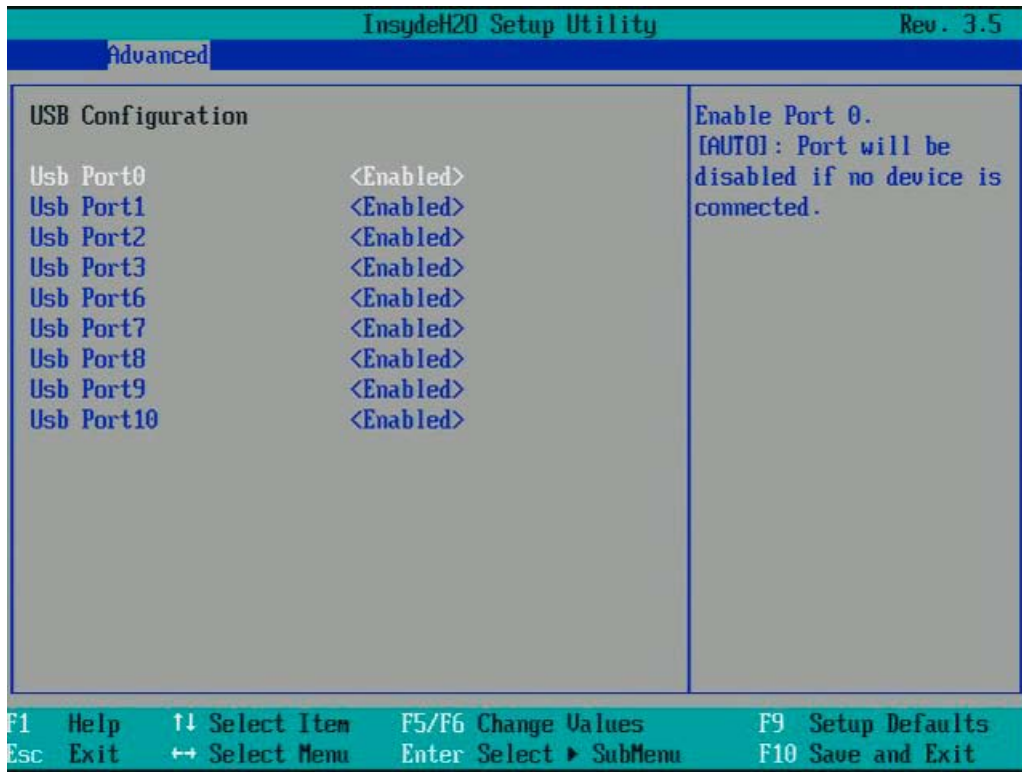 InsydeH20 Setup Utility Rev. 3.5
Advanced
USB Configuration
Usb Port0 <Enabled>
Usb Port1 <Enabled>
Usb Port2 <Enabled>
Usb Port3 <Enabled>
Usb Port6 <Enabled>
Usb Port7 <Enabled>
Usb Port8 <Enabled>
Usb Port9 <Enabled>
Usb Port10 <Enabled>
Enable Port 0.
[AUTO]: Port will be
disabled if no device is
connected.
F1 Help ↑↓ Select Item F5/F6 Change Values F9 Setup Defaults
Esc Exit ↔ Select Menu Enter Select ▶ SubMenu F10 Save and Exit